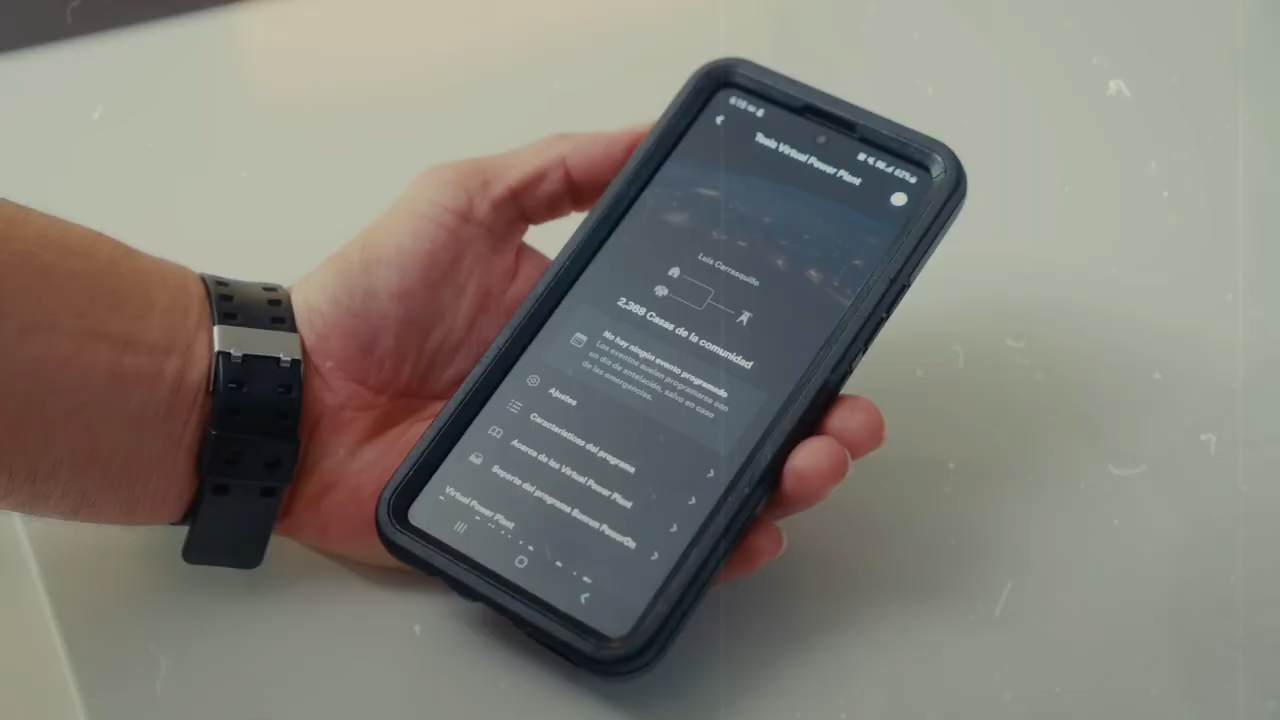 Tesla Virtual Power Plant
62%
Luis Carrasquillo
2,368 Casas de la comunidad
No hay ningún evento programado
Los eventos suelen programarse con
un día de antelación, salvo en caso
de las emergencias.
Ajustes
Características del programa
Acerca de las Virtual Power Plant
Soporte del programa Sunrun PowerOn
Virtual Power Plant